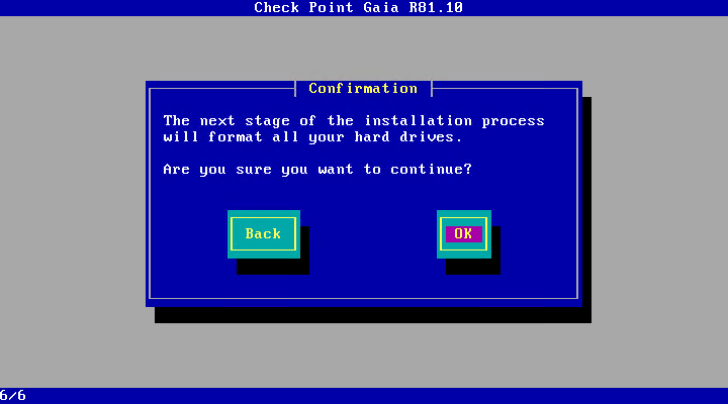 Check Point Gaia R81.10
Confirmation
The next stage of the installation process
will format all your hard drives.
Are you sure you want to continue?
Back
OK
6/6